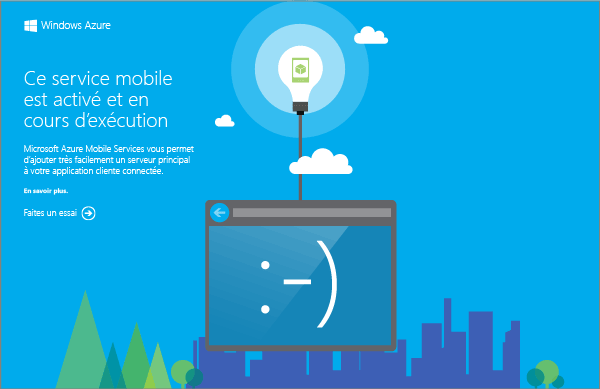 Windows Azure
Ce service mobile
est activé et en
cours d'exécution
Microsoft Azure Mobile Services vous permet
d'ajouter très facilement un serveur principal
à votre application cliente connectée.
En savoir plus.
Faites un essai
:-)